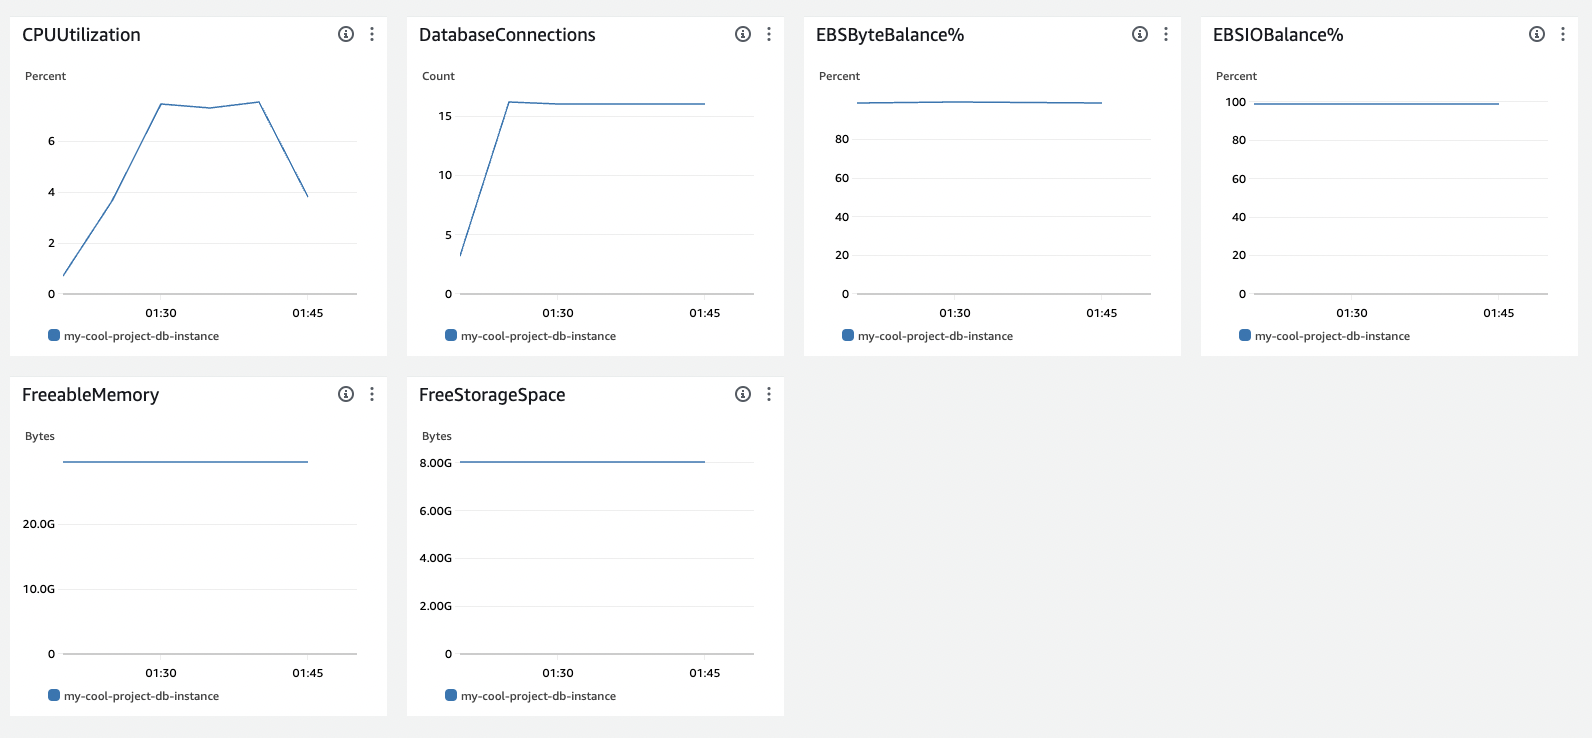 CPUUtilization
Percent
6
4
2
0
01:30 01:45
my-cool-project-db-instance
DatabaseConnections
Count
15
10
5
0
01:30 01:45
my-cool-project-db-instance
EBSByteBalance%
Percent
80
60
40
20
0
01:30 01:45
my-cool-project-db-instance
EBSIOBalance%
Percent
100
80
60
40
20
0
01:30 01:45
my-cool-project-db-instance
FreeableMemory
Bytes
20.0G
10.0G
0
01:30 01:45
my-cool-project-db-instance
FreeStorageSpace
Bytes
8.00G
6.00G
4.00G
2.00G
0
01:30 01:45
my-cool-project-db-instance